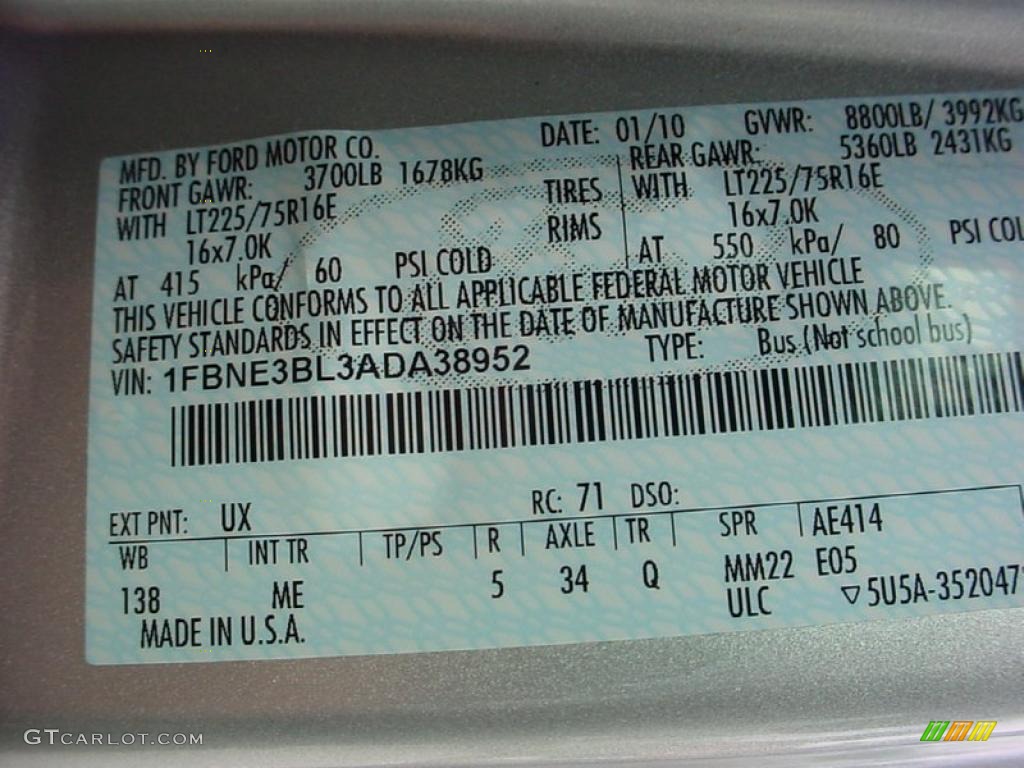 MFD. BY FORD MOTOR CO. DATE: 01/10 GVWR: 8800LB/ 3992KG
FRONT GAWR: 3700LB 1678KG REAR GAWR: 5360LB 2431KG
WITH LT225/75R16E TIRES WITH LT225/75R16E
16x7.0K RIMS 16x7.0K
AT 415 kPa/ 60 PSI COLD AT 550 kPa/ 80 PSI COL
THIS VEHICLE CONFORMS TO ALL APPLICABLE FEDERAL MOTOR VEHICLE
SAFETY STANDARDS IN EFFECT ON THE DATE OF MANUFACTURE SHOWN ABOVE.
VIN: 1FBNE3BL3ADA38952 TYPE: Bus (Not school bus)
EXT PNT: UX RC: 71 DSO:
WB INT TR TP/PS R AXLE TR SPR AE414
138 ME 5 34 Q MM22 E05
MADE IN U.S.A. ULC ▽5U5A-352047
GTCARLOT.COM